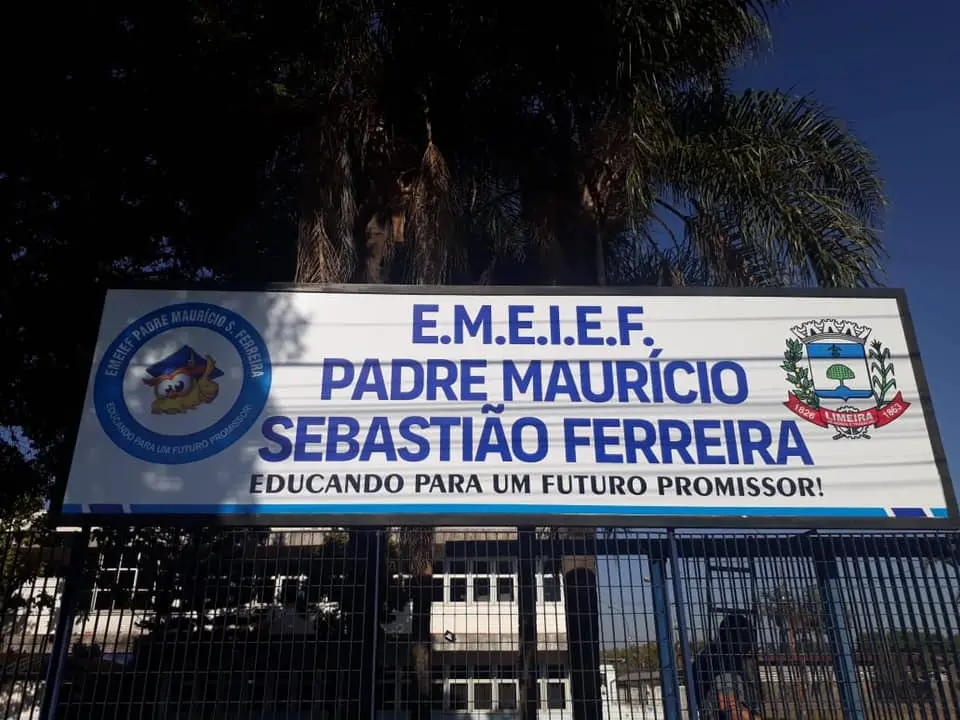 E.M.E.I.E.F.
PADRE MAURÍCIO
SEBASTIÃO FERREIRA
EDUCANDO PARA UM FUTURO PROMISSOR!
EMEIEF PADRE MAURÍCIO S. FERREIRA
EDUCANDO PARA UM FUTURO PROMISSOR!
1826 LIMEIRA 1863